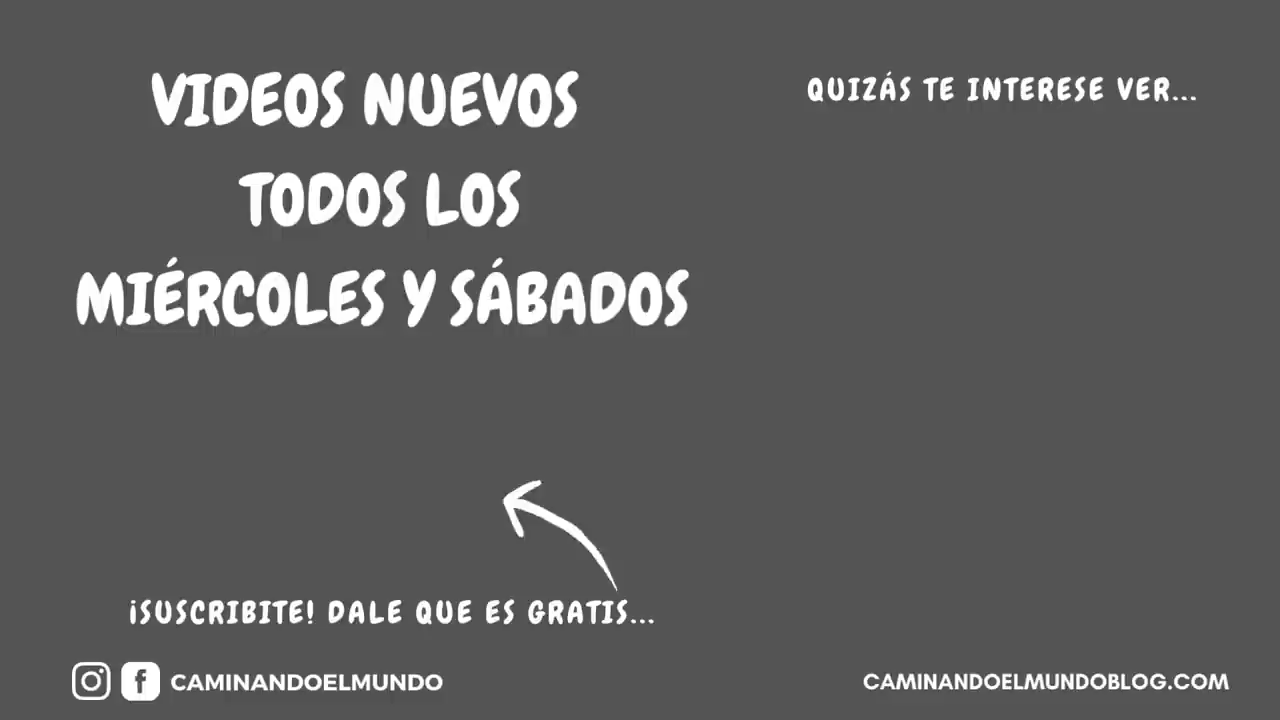 VIDEOS NUEVOS
TODOS LOS
MIÉRCOLES Y SÁBADOS
QUIZÁS TE INTERESE VER...
¡SUSCRIBITE! DALE QUE ES GRATIS...
CAMINANDOELMUNDO
CAMINANDOELMUNDOBLOG.COM